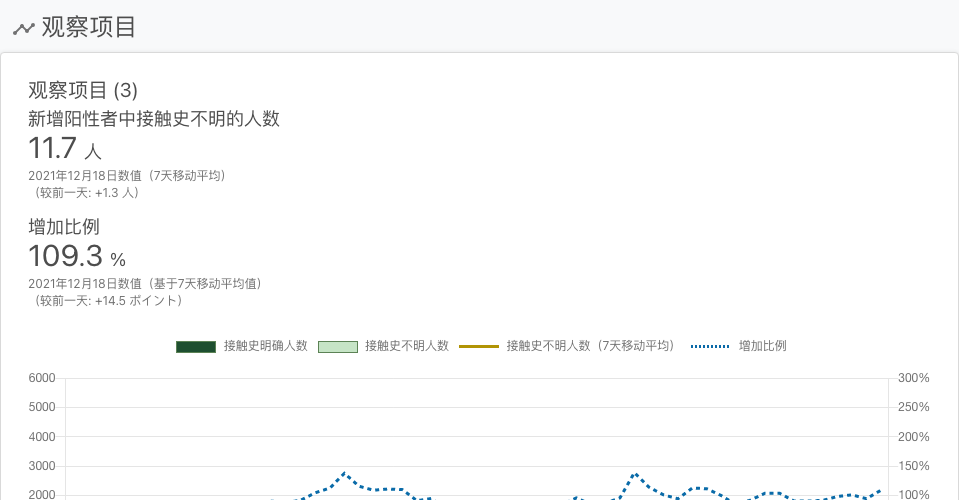 观察项目
观察项目 (3)
新增阳性者中接触史不明的人数
11.7 人
2021年12月18日数值（7天移动平均）
（较前一天: +1.3 人）
增加比例
109.3 %
2021年12月18日数值（基于7天移动平均值）
（较前一天: +14.5 ポイント）
接触史明确人数 接触史不明人数 接触史不明人数（7天移动平均） 增加比例
6000 300%
5000 250%
4000 200%
3000 150%
2000 100%